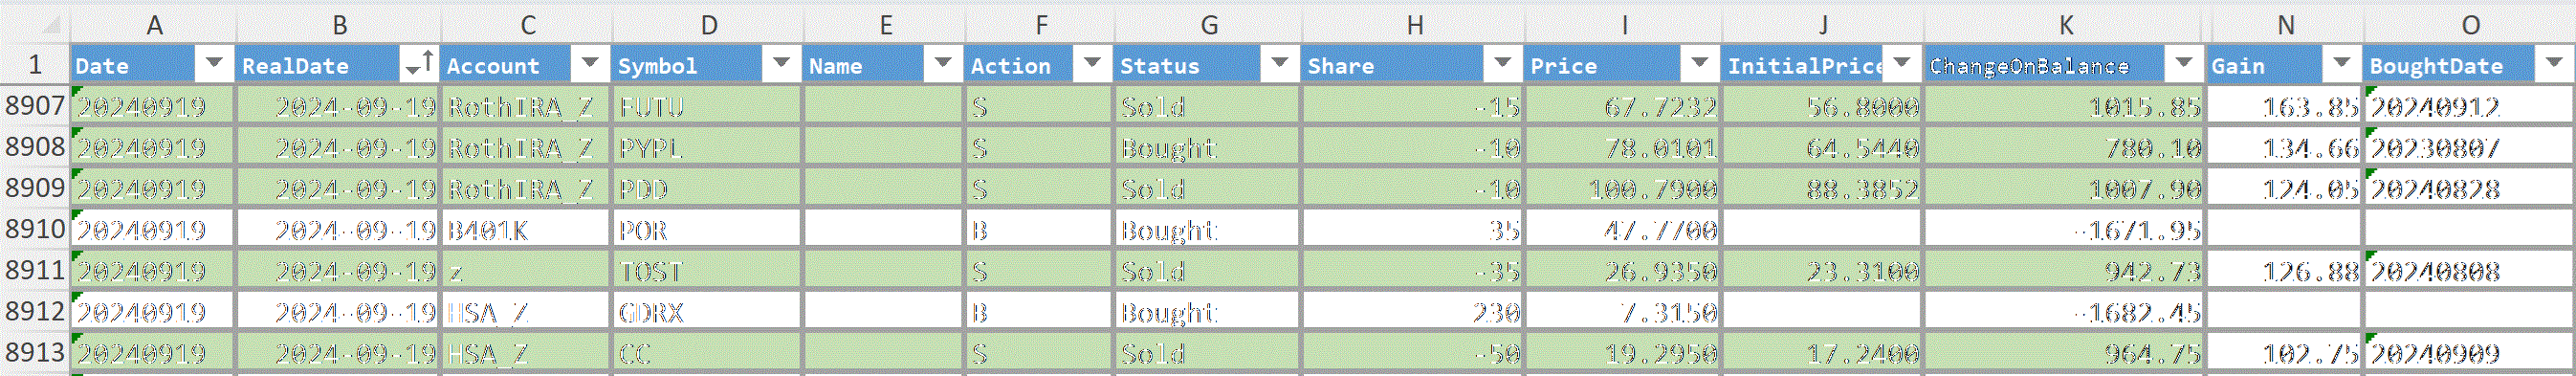 A B C D E F G H I J K N O
1 Date RealDate Account Symbol Name Action Status Share Price InitialPrice ChangeOnBalance Gain BoughtDate
8907 20240919 2024-09-19 RothIRA_Z FUTU S Sold -15 67.7232 56.8000 1015.85 163.85 20240912
8908 20240919 2024-09-19 RothIRA_Z PYPL S Bought -10 78.0101 64.5440 780.10 134.66 20230807
8909 20240919 2024-09-19 RothIRA_Z PDD S Sold -10 100.7900 88.3852 1007.90 124.05 20240828
8910 20240919 2024-09-19 B401K POR B Bought 35 47.7700 -1671.95
8911 20240919 2024-09-19 z TOST S Sold -35 26.9350 23.3100 942.73 126.88 20240808
8912 20240919 2024-09-19 HSA_Z GDRX B Bought 230 7.3150 -1682.45
8913 20240919 2024-09-19 HSA_Z CC S Sold -50 19.2950 17.2400 964.75 102.75 20240909